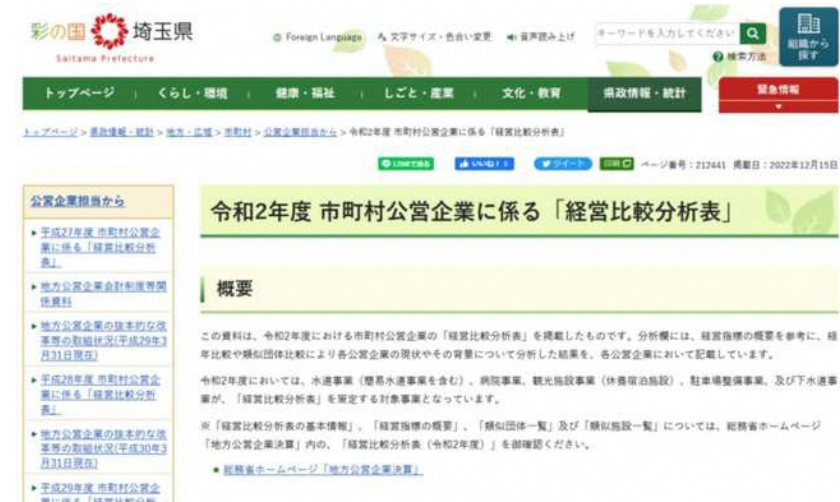 彩の国 埼玉県
Saitama Prefecture
Foreign Language
文字サイズ・色合い変更
音声読み上げ
キーワードを入力してください
検索方法
組織から
探す
トップページ
くらし・環境
健康・福祉
しごと・産業
文化・教育
県政情報・統計
緊急情報
トップページ > 県政情報・統計 > 地方・広域 > 市町村 > 公営企業担当から > 令和2年度 市町村公営企業に係る「経営比較分析表」
LINEで送る
いいね!
ツイート
印刷
ページ番号：212441 掲載日：2022年12月15日
公営企業担当から
平成27年度 市町村公営企
業に係る「経営比較分析
表」
地方公営企業会計制度等関
係資料
地方公営企業の抜本的な改
革等の取組状況(平成29年3
月31日現在)
平成28年度 市町村公営企
業に係る「経営比較分析
表」
地方公営企業の抜本的な改
革等の取組状況(平成30年3
月31日現在)
平成29年度 市町村公営企
業に係る「経営比較分析
令和2年度 市町村公営企業に係る「経営比較分析表」
概要
この資料は、令和2年度における市町村公営企業の「経営比較分析表」を掲載したものです。分析欄には、経営指標の概要を参考に、経
年比較や類似団体比較により各公営企業の現状やその背景について分析した結果を、各公営企業において記載しています。
令和2年度においては、水道事業（簡易水道事業を含む）、病院事業、観光施設事業（休養宿泊施設）、駐車場整備事業、及び下水道事
業が、「経営比較分析表」を策定する対象事業となっています。
※「経営比較分析表の基本情報」、「経営指標の概要」、「類似団体一覧」及び「類似施設一覧」については、総務省ホームページ
「地方公営企業決算」内の、「経営比較分析表（令和2年度）」を御確認ください。
総務省ホームページ「地方公営企業決算」